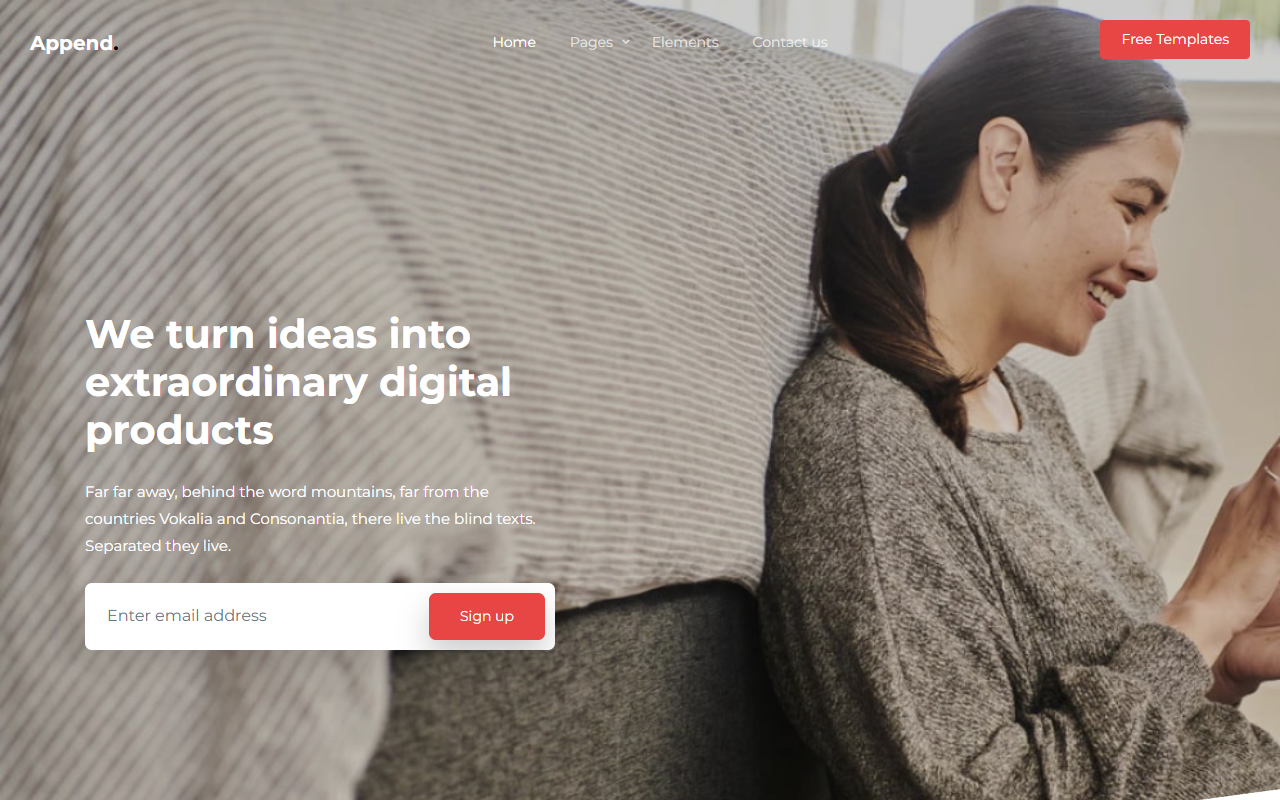 Append.
Home
Pages
Elements
Contact us
Free Templates
We turn ideas into
extraordinary digital
products
Far far away, behind the word mountains, far from the
countries Vokalia and Consonantia, there live the blind texts.
Separated they live.
Enter email address
Sign up